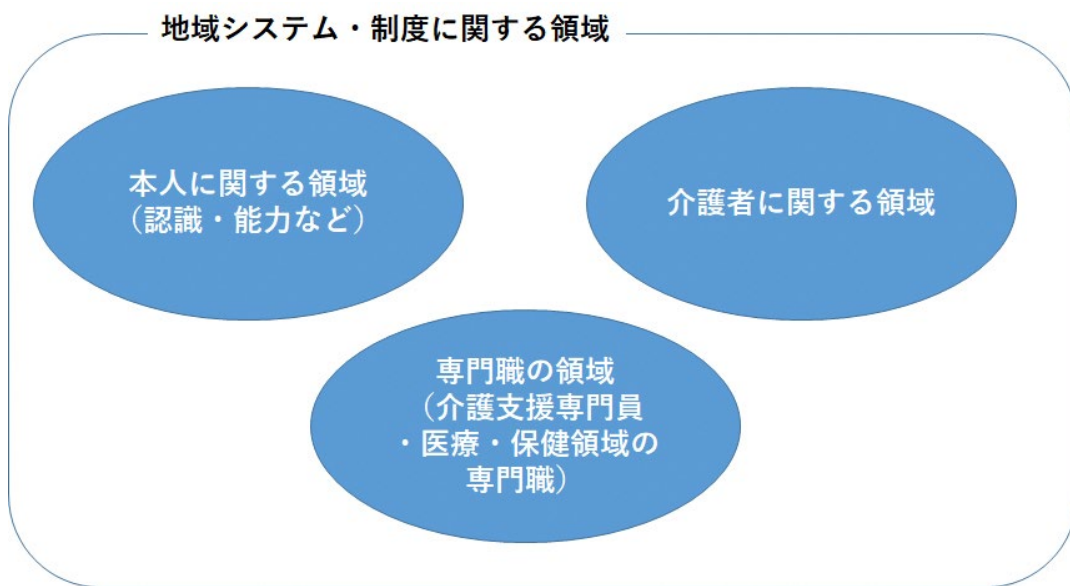 地域システム・制度に関する領域
本人に関する領域
（認識・能力など）
介護者に関する領域
専門職の領域
（介護支援専門員
・医療・保健領域の
専門職）